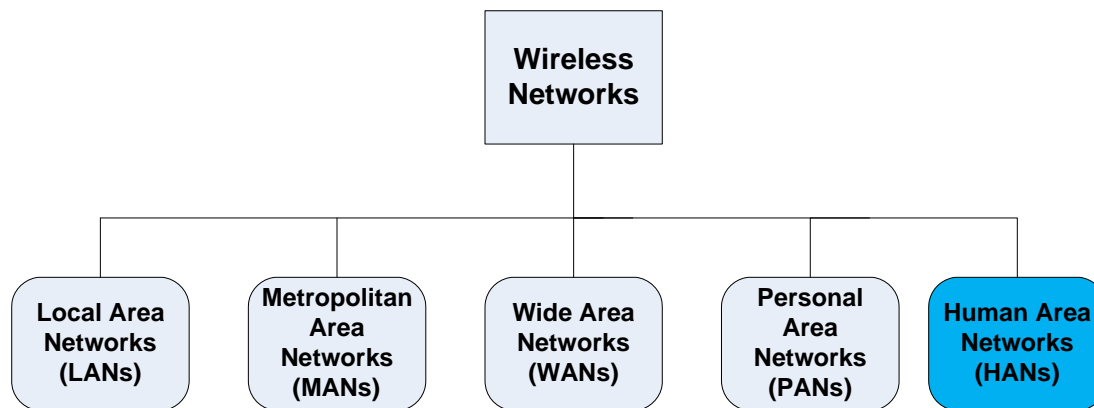 Wireless
Networks
Local Area
Networks
(LANs)
Metropolitan
Area
Networks
(MANs)
Wide Area
Networks
(WANs)
Personal
Area
Networks
(PANs)
Human Area
Networks
(HANs)